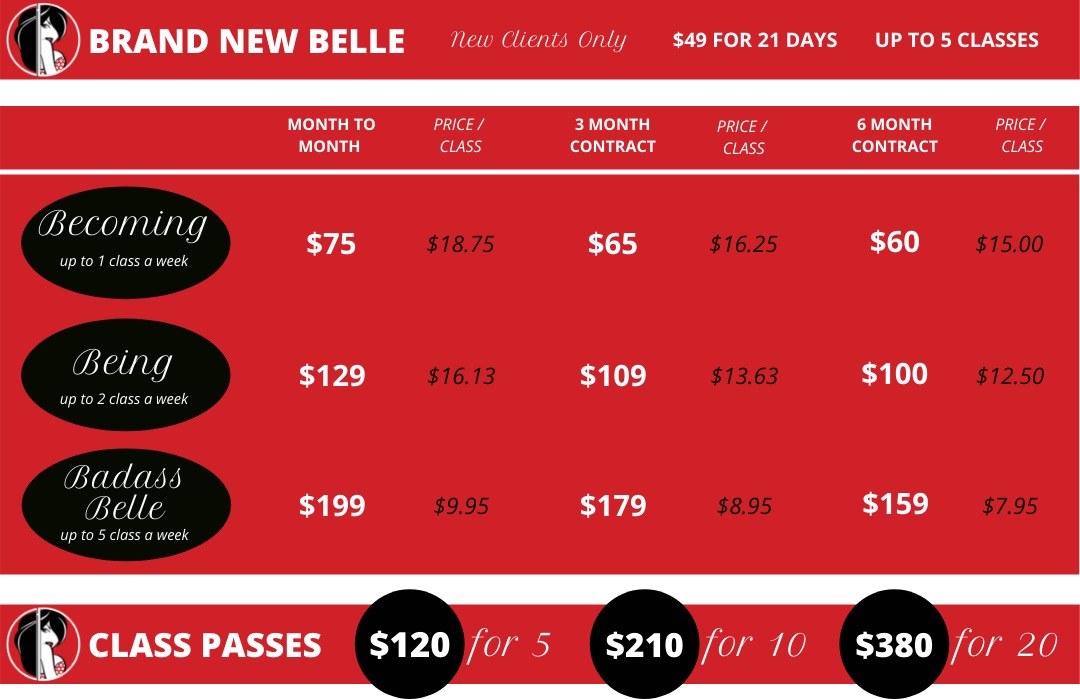 BRAND NEW BELLE New Clients Only $49 FOR 21 DAYS UP TO 5 CLASSES
MONTH TO PRICE / 3 MONTH PRICE / 6 MONTH PRICE /
MONTH CLASS CONTRACT CLASS CONTRACT CLASS
Becoming
up to 1 class a week
$75 $18.75 $65 $16.25 $60 $15.00
Being
up to 2 class a week
$129 $16.13 $109 $13.63 $100 $12.50
Badass
Belle
up to 5 class a week
$199 $9.95 $179 $8.95 $159 $7.95
CLASS PASSES $120 for 5 $210 for 10 $380 for 20